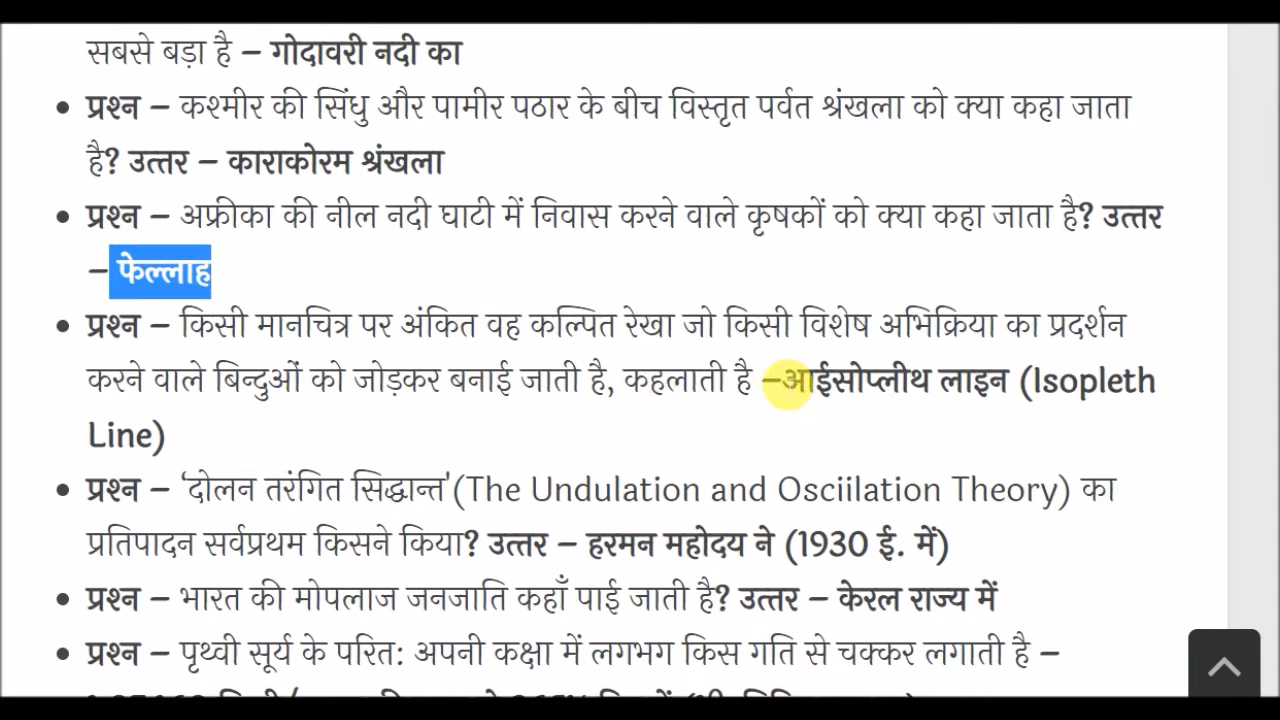 सबसे बड़ा है – गोदावरी नदी का
• प्रश्न – कश्मीर की सिंधु और पामीर पठार के बीच विस्तृत पर्वत श्रंखला को क्या कहा जाता
है? उत्तर – काराकोरम श्रंखला
• प्रश्न – अफ्रीका की नील नदी घाटी में निवास करने वाले कृषकों को क्या कहा जाता है? उत्तर
– फेल्लाह
• प्रश्न – किसी मानचित्र पर अंकित वह कल्पित रेखा जो किसी विशेष अभिक्रिया का प्रदर्शन
करने वाले बिन्दुओं को जोड़कर बनाई जाती है, कहलाती है –आईसोप्लीथ लाइन (Isopleth
Line)
• प्रश्न – ‘दोलन तरंगित सिद्धान्त'(The Undulation and Osciilation Theory) का
प्रतिपादन सर्वप्रथम किसने किया? उत्तर – हरमन महोदय ने (1930 ई. में)
• प्रश्न – भारत की मोपलाज जनजाति कहाँ पाई जाती है? उत्तर – केरल राज्य में
• प्रश्न – पृथ्वी सूर्य के परित: अपनी कक्षा में लगभग किस गति से चक्कर लगाती है –